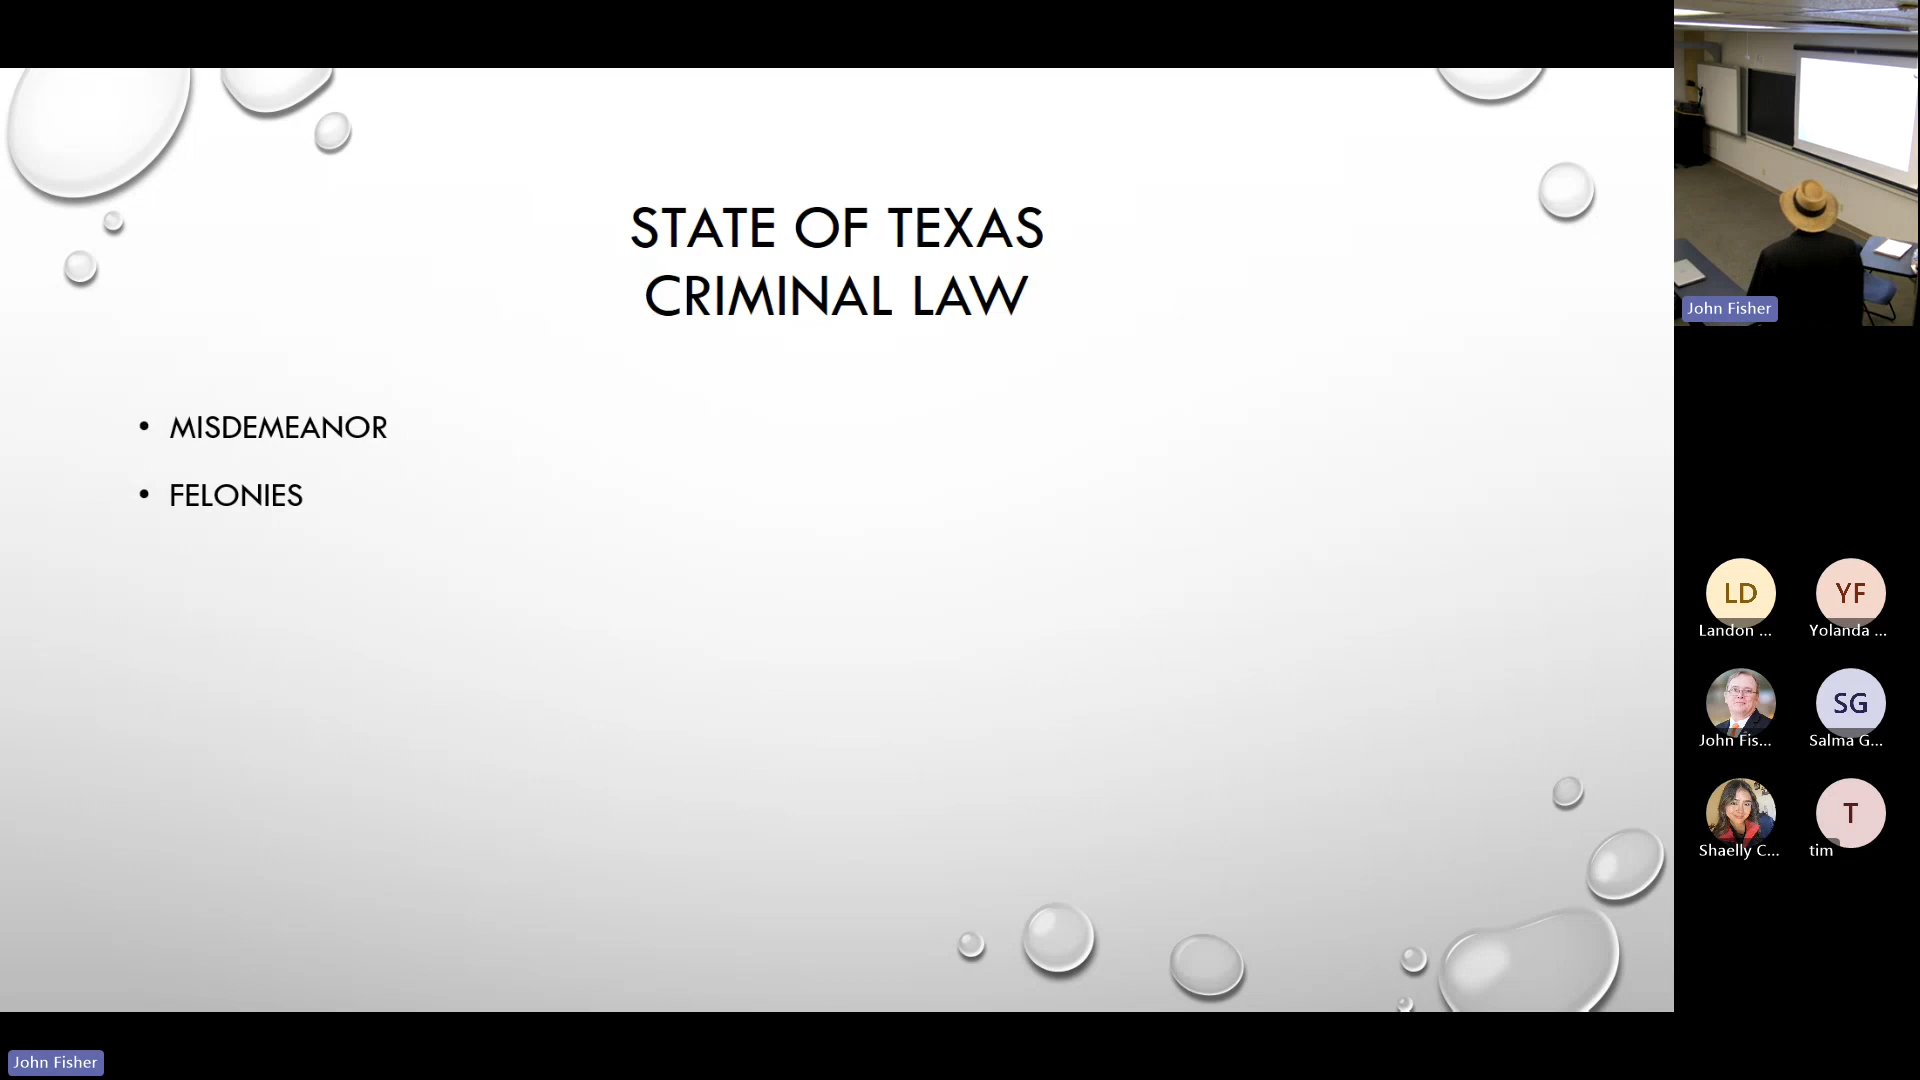 STATE OF TEXAS
CRIMINAL LAW
• MISDEMEANOR
• FELONIES
John Fisher
LD
YF
Landon ...
Yolanda ...
SG
John Fis...
Salma G...
T
Shaelly C...
tim
John Fisher